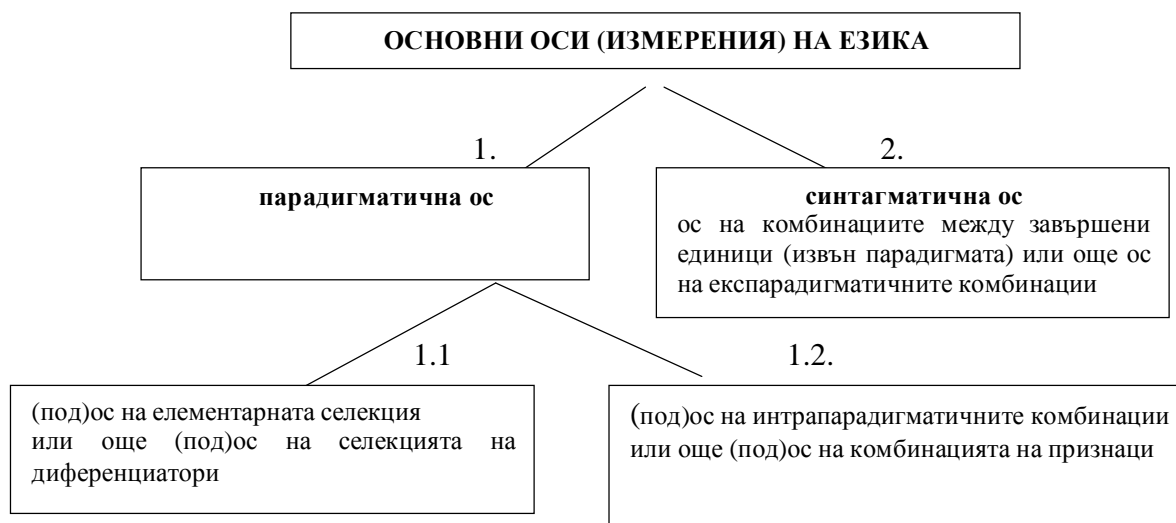 ОСНОВНИ ОСИ (ИЗМЕРЕНИЯ) НА ЕЗИКА
1.
2.
парадигматична ос
синтагматична ос
ос на комбинациите между завършени
единици (извън парадигмата) или още ос
на експарадигматичните комбинации
1.1
1.2.
(под)ос на елементарната селекция
или още (под)ос на селекцията на
диференциатори
(под)ос на интрапарадигматичните комбинации
или още (под)ос на комбинацията на признаци